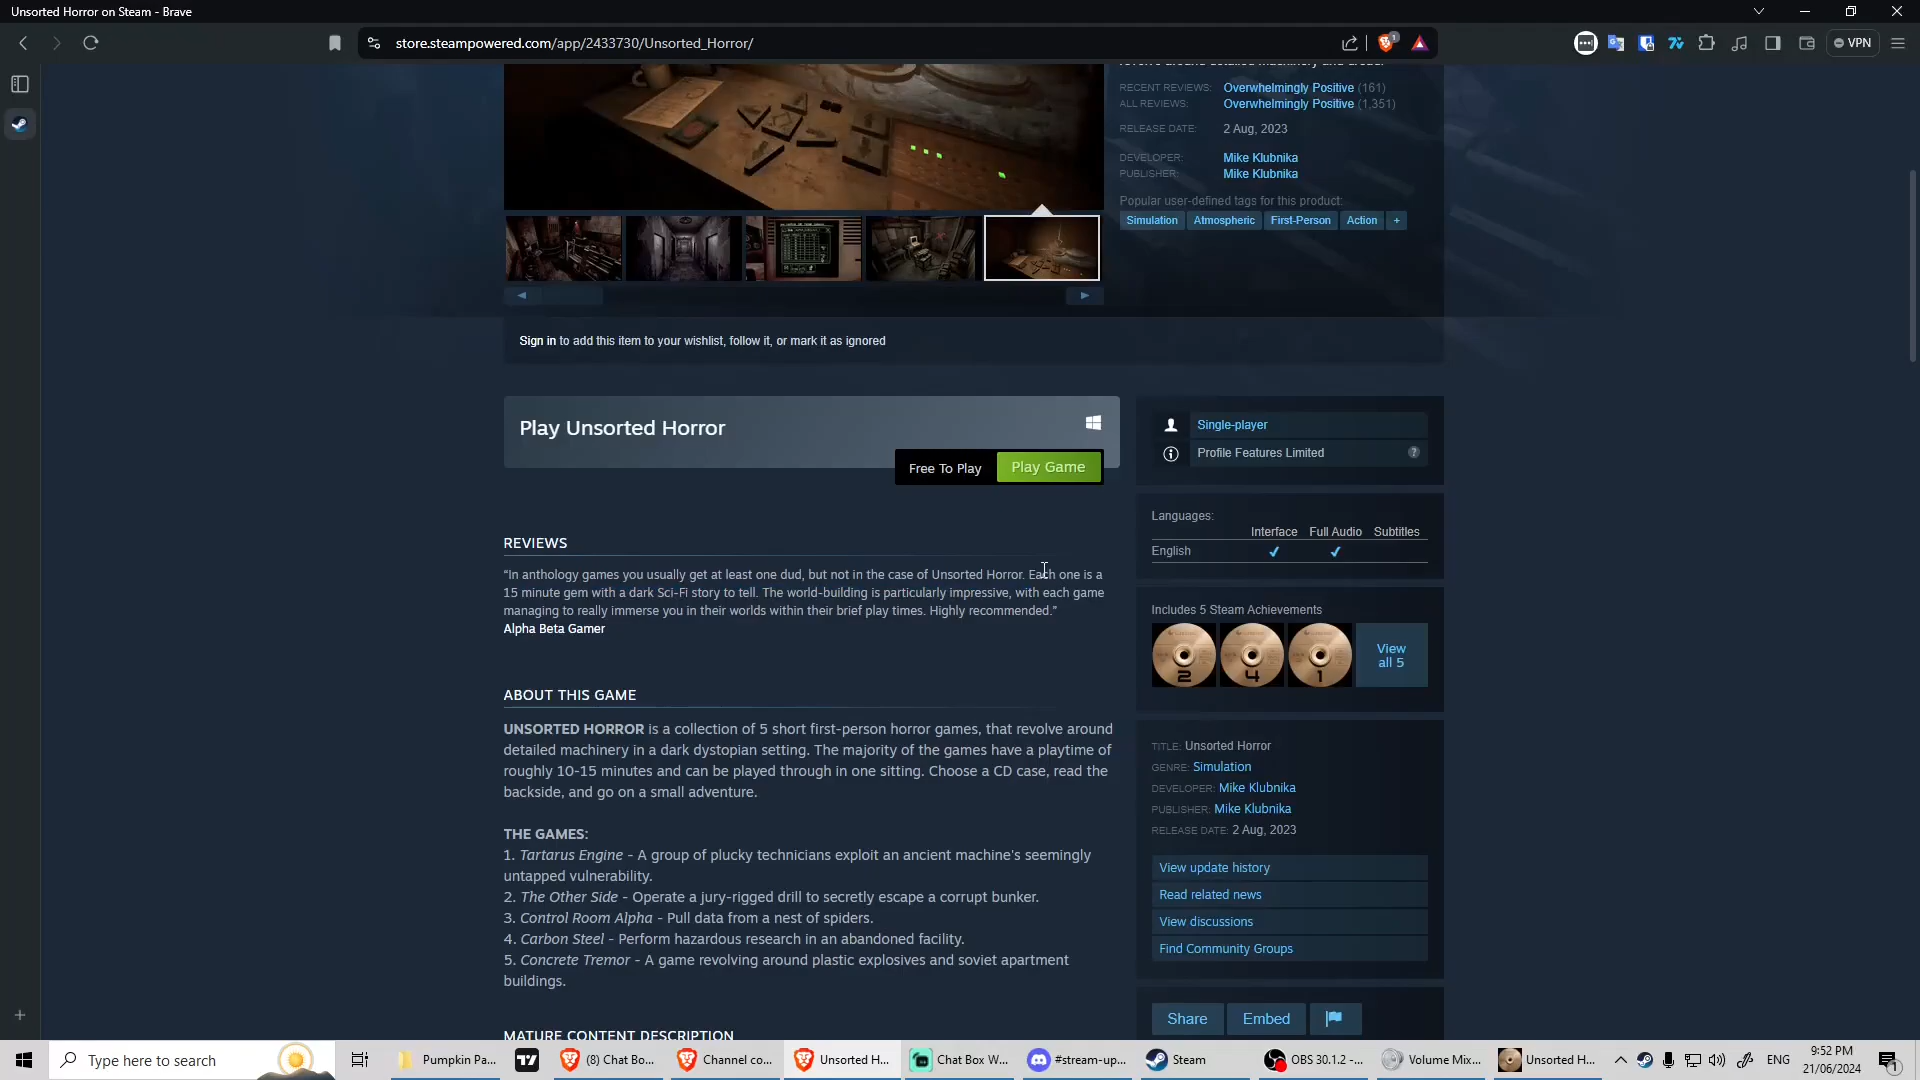 Unsorted Horror on Steam - Brave
store.steampowered.com/app/2433730/Unsorted_Horror/
1
VPN
RECENT REVIEWS: Overwhelmingly Positive (161)
ALL REVIEWS: Overwhelmingly Positive (1,351)
RELEASE DATE: 2 Aug, 2023
DEVELOPER: Mike Klubnika
PUBLISHER: Mike Klubnika
Popular user-defined tags for this product:
Simulation Atmospheric First-Person Action +
Sign in to add this item to your wishlist, follow it, or mark it as ignored
Play Unsorted Horror
Free To Play Play Game
REVIEWS
“In anthology games you usually get at least one dud, but not in the case of Unsorted Horror. Each one is a
15 minute gem with a dark Sci-Fi story to tell. The world-building is particularly impressive, with each game
managing to really immerse you in their worlds within their brief play times. Highly recommended.”
Alpha Beta Gamer
ABOUT THIS GAME
UNSORTED HORROR is a collection of 5 short first-person horror games, that revolve around
detailed machinery in a dark dystopian setting. The majority of the games have a playtime of
roughly 10-15 minutes and can be played through in one sitting. Choose a CD case, read the
backside, and go on a small adventure.
THE GAMES:
1. Tartarus Engine - A group of plucky technicians exploit an ancient machine's seemingly
untapped vulnerability.
2. The Other Side - Operate a jury-rigged drill to secretly escape a corrupt bunker.
3. Control Room Alpha - Pull data from a nest of spiders.
4. Carbon Steel - Perform hazardous research in an abandoned facility.
5. Concrete Tremor - A game revolving around plastic explosives and soviet apartment
buildings.
MATURE CONTENT DESCRIPTION
Single-player
Profile Features Limited ?
Languages:
Interface Full Audio Subtitles
English ✔ ✔
Includes 5 Steam Achievements
2 4 1
View
all 5
TITLE: Unsorted Horror
GENRE: Simulation
DEVELOPER: Mike Klubnika
PUBLISHER: Mike Klubnika
RELEASE DATE: 2 Aug, 2023
View update history
Read related news
View discussions
Find Community Groups
Share Embed
Type here to search
Pumpkin Pa... (8) Chat Bo... Channel co... Unsorted H... Chat Box W... #stream-up... Steam OBS 30.1.2 -... Volume Mix... Unsorted H... ENG
9:52 PM
21/06/2024
1